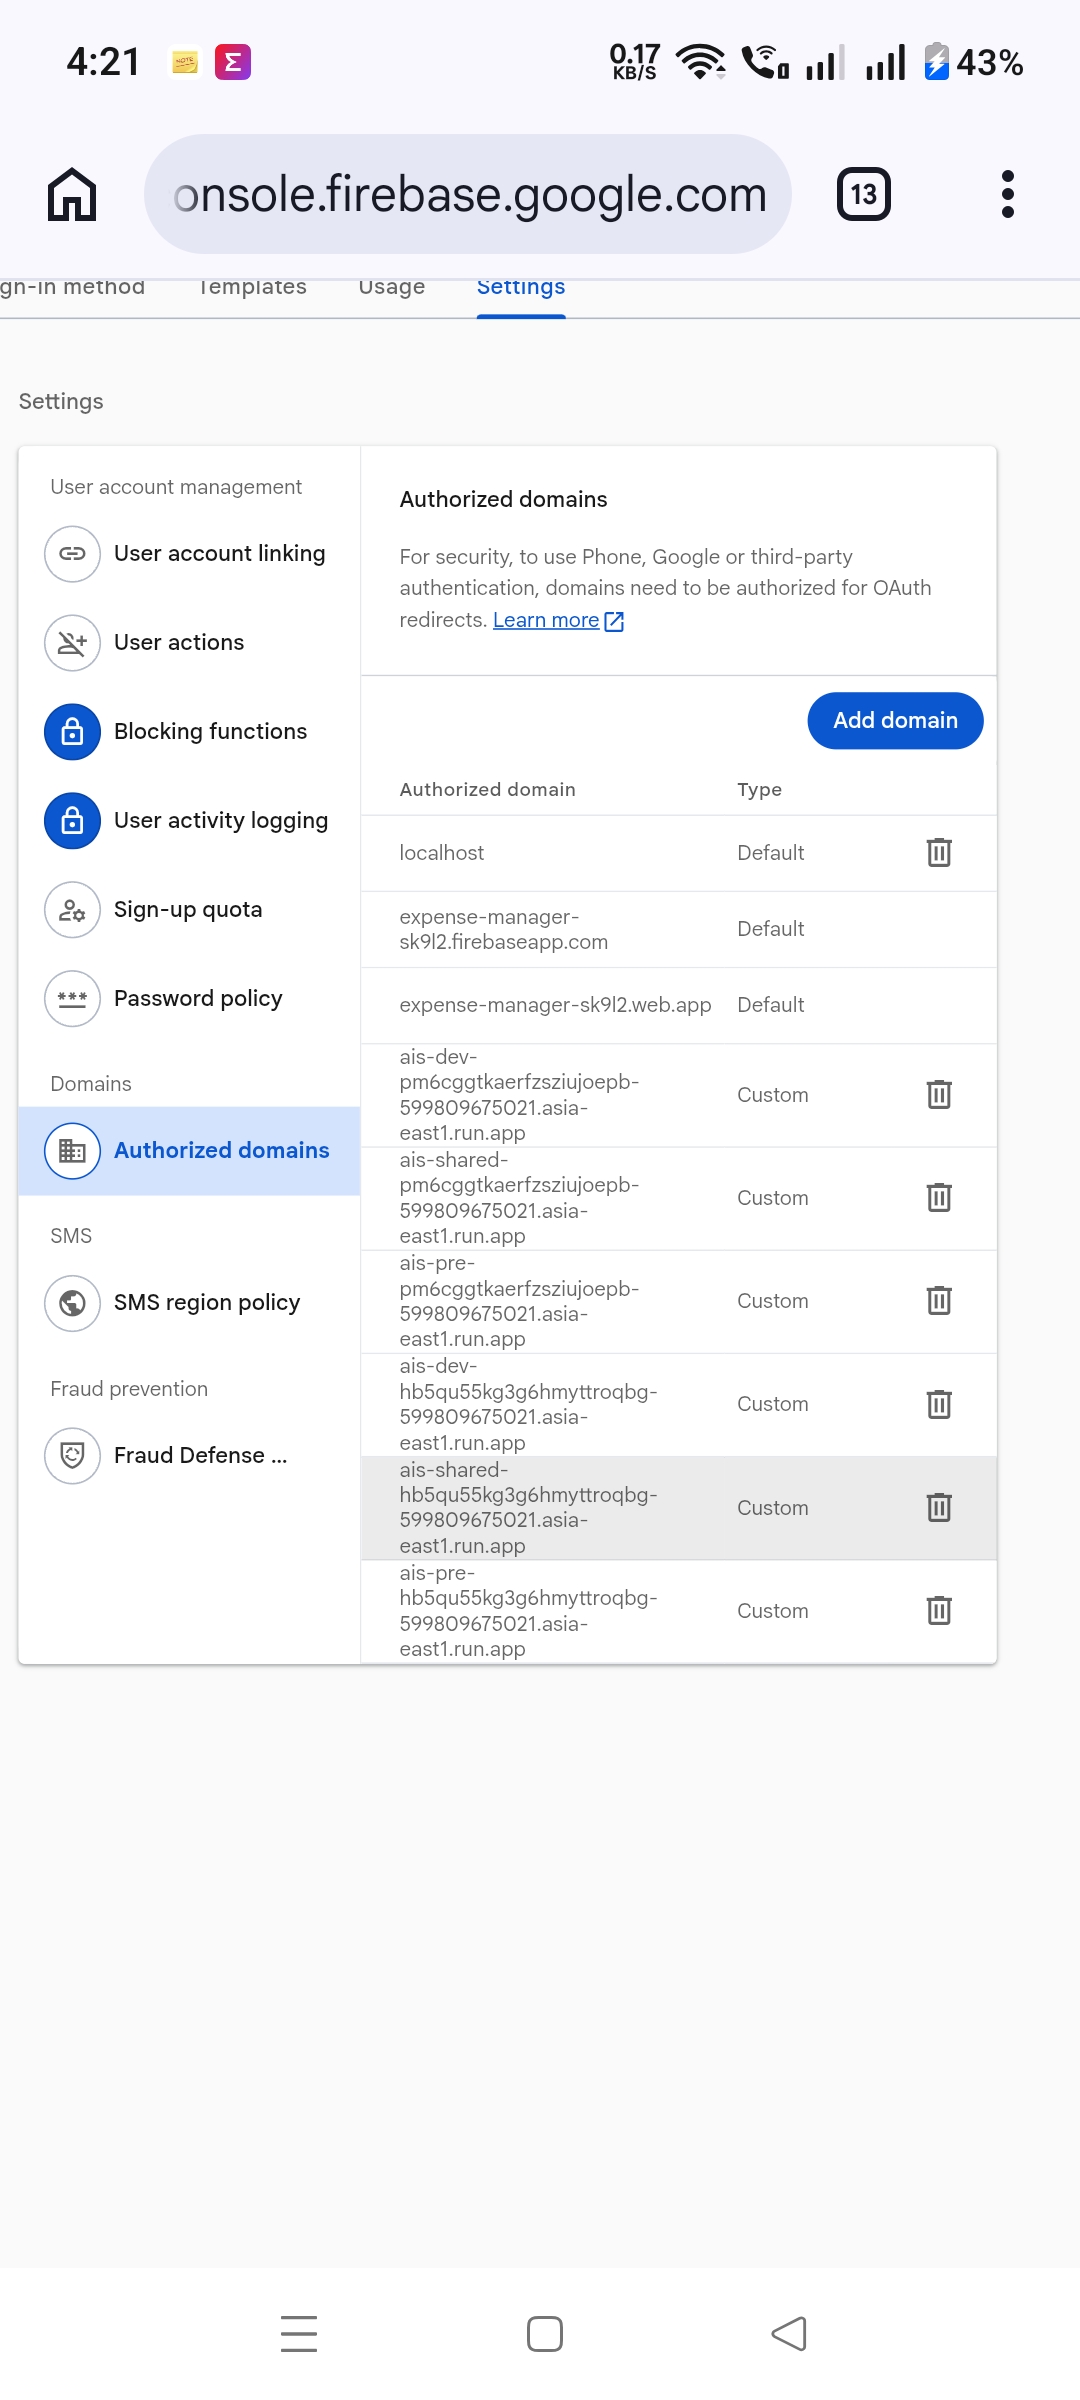 4:21
NOTE
Σ
0.17
KB/S
43%
onsole.firebase.google.com
13
gn-in method Templates Usage Settings
Settings
User account management
User account linking
User actions
Blocking functions
User activity logging
Sign-up quota
Password policy
Domains
Authorized domains
SMS
SMS region policy
Fraud prevention
Fraud Defense ...
Authorized domains
For security, to use Phone, Google or third-party
authentication, domains need to be authorized for OAuth
redirects. Learn more
Add domain
Authorized domain Type
localhost Default
expense-manager-
sk9l2.firebaseapp.com Default
expense-manager-sk9l2.web.app Default
ais-dev-
pm6cggtkaerfzsziujoepb-
599809675021.asia-
east1.run.app Custom
ais-shared-
pm6cggtkaerfzsziujoepb-
599809675021.asia-
east1.run.app Custom
ais-pre-
pm6cggtkaerfzsziujoepb-
599809675021.asia-
east1.run.app Custom
ais-dev-
hb5qu55kg3g6hmyttroqbg-
599809675021.asia-
east1.run.app Custom
ais-shared-
hb5qu55kg3g6hmyttroqbg-
599809675021.asia-
east1.run.app Custom
ais-pre-
hb5qu55kg3g6hmyttroqbg-
599809675021.asia-
east1.run.app Custom